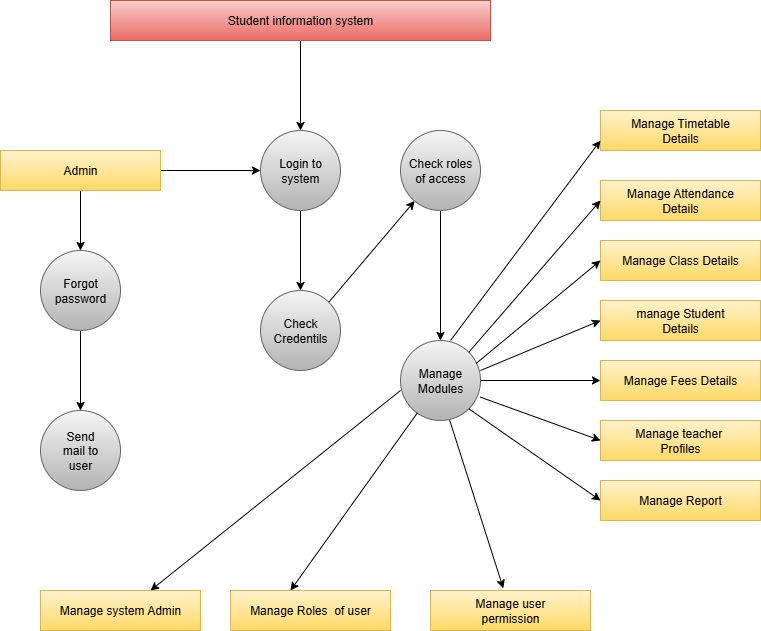 Student information system
Admin
Login to
system
Check roles
of access
Manage Timetable
Details
Manage Attendance
Details
Manage Class Details
manage Student
Details
Manage Fees Details
Manage teacher
Profiles
Manage Report
Forgot
password
Check
Credentils
Manage
Modules
Send
mail to
user
Manage system Admin
Manage Roles of user
Manage user
permission